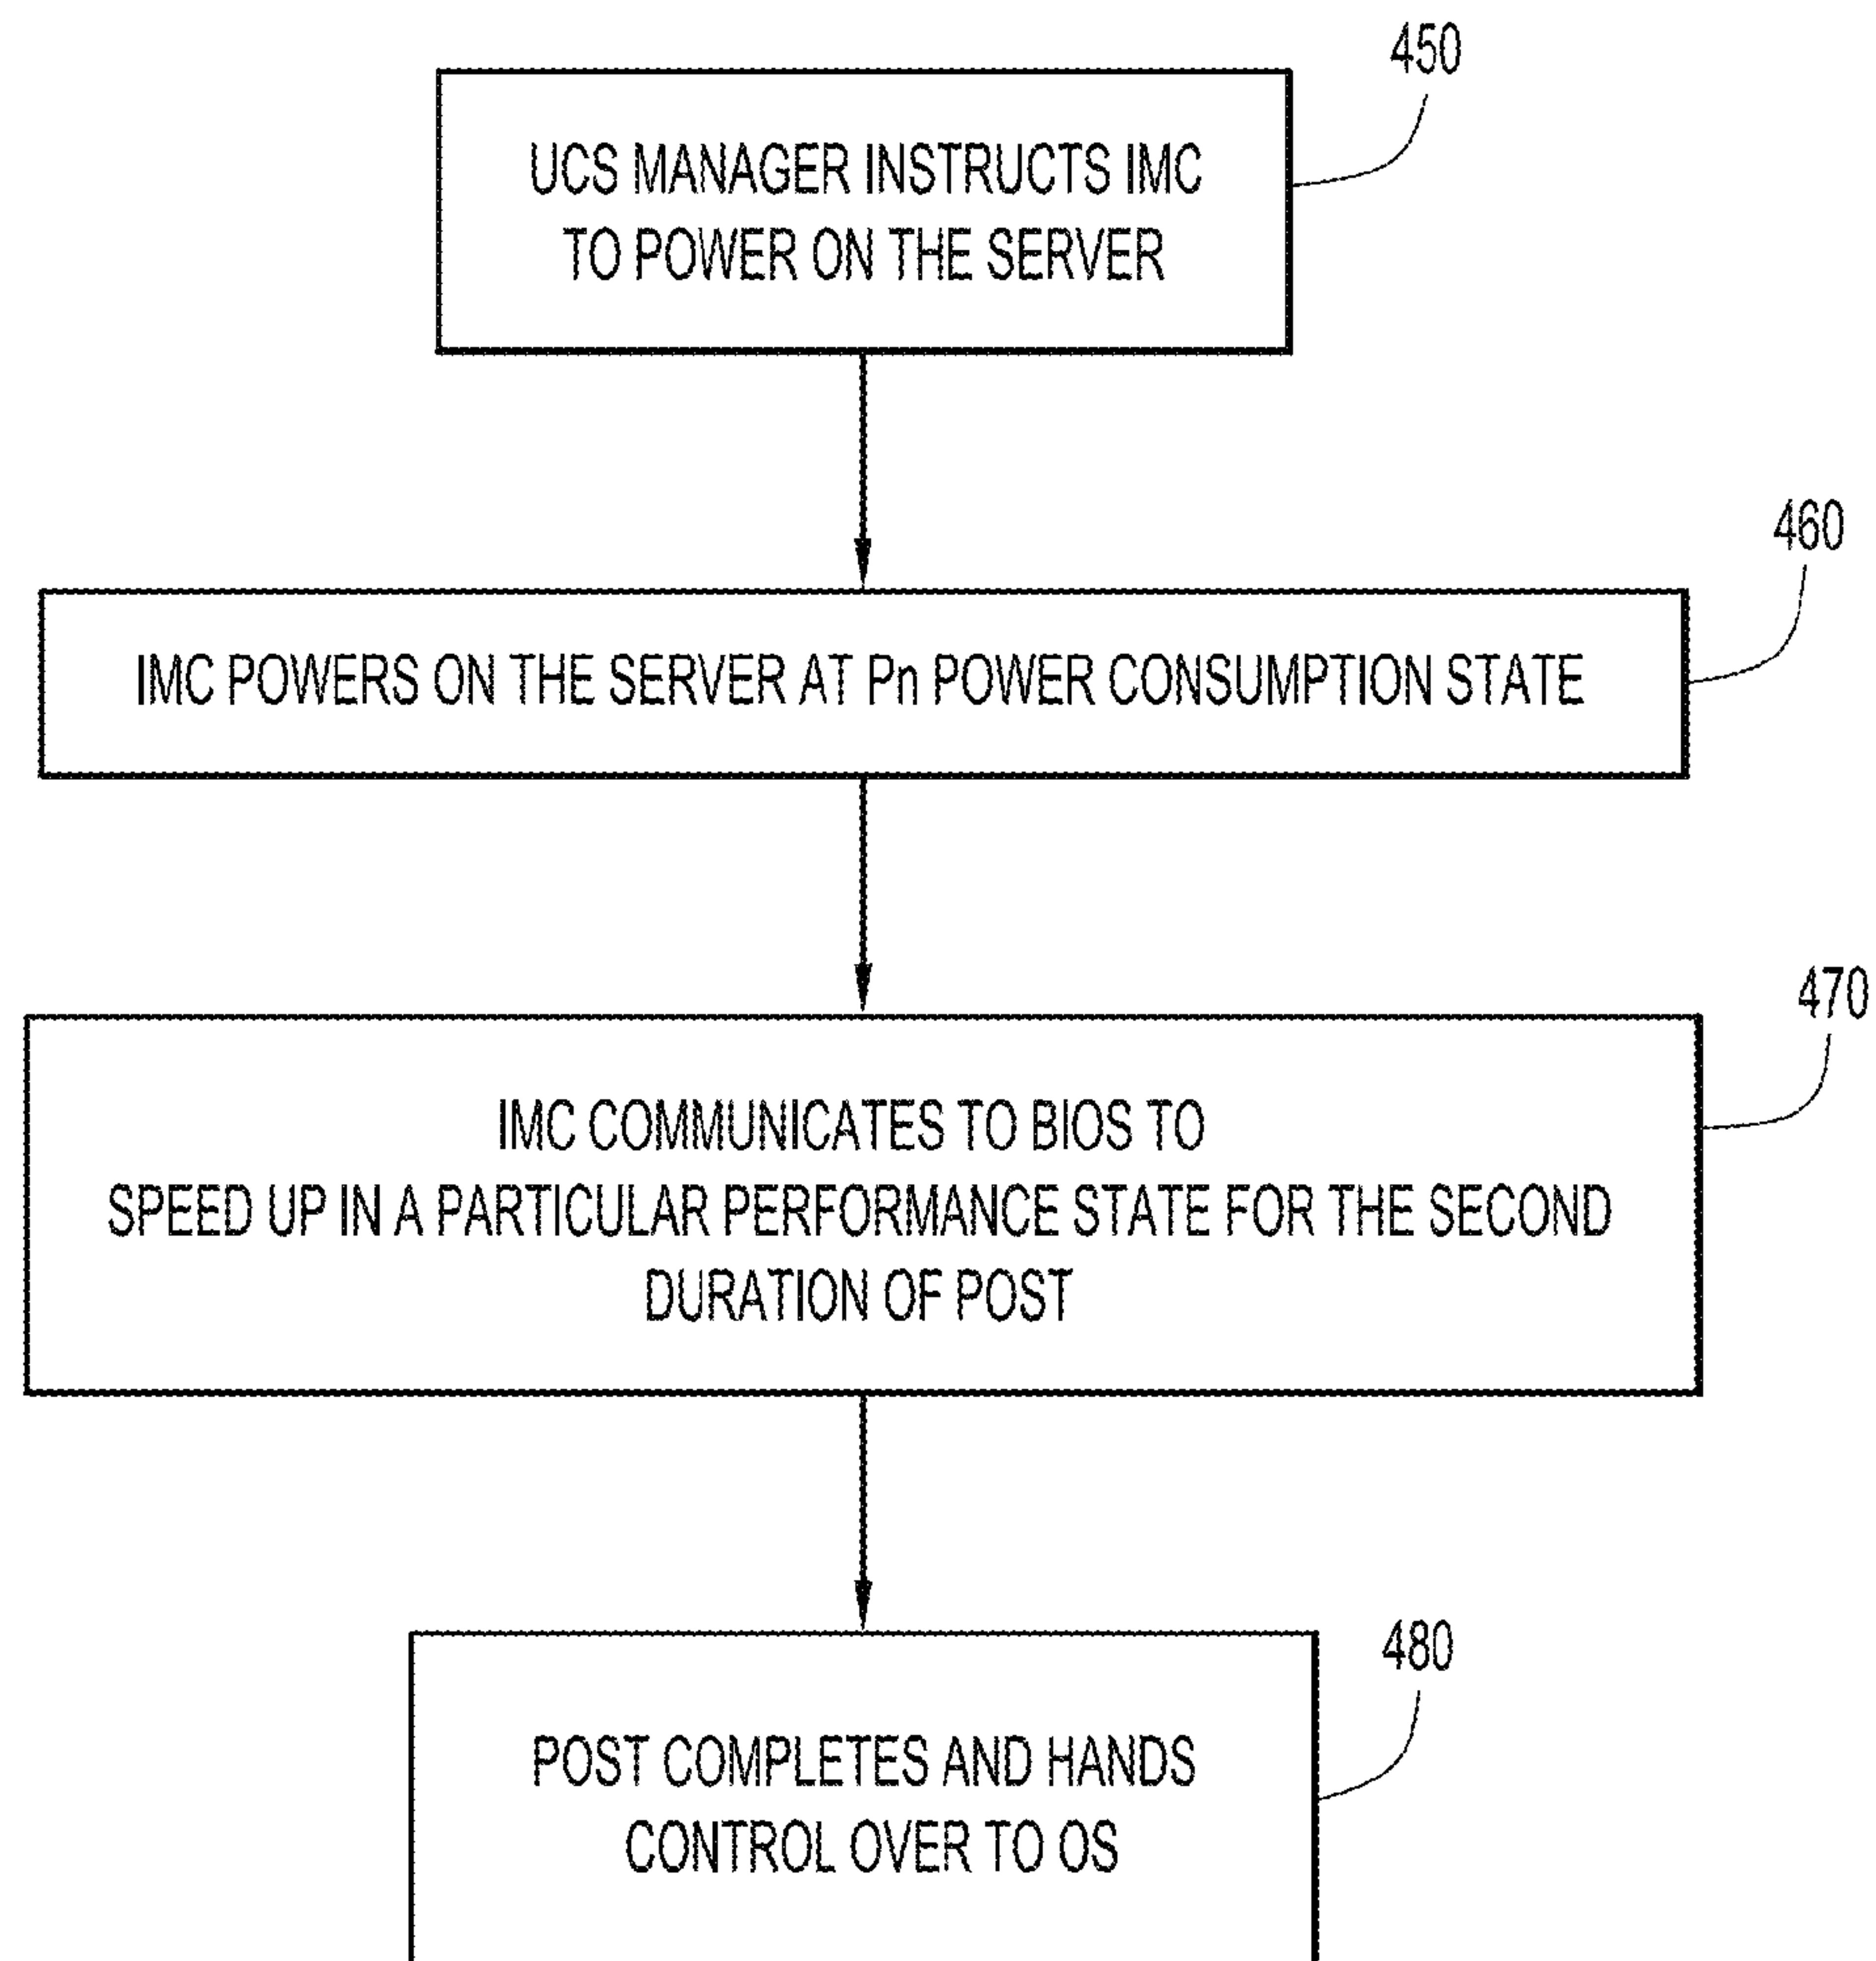 450
UCS MANAGER INSTRUCTS IMC
TO POWER ON THE SERVER
460
IMC POWERS ON THE SERVER AT Pn POWER CONSUMPTION STATE
470
IMC COMMUNICATES TO BIOS TO
SPEED UP IN A PARTICULAR PERFORMANCE STATE FOR THE SECOND
DURATION OF POST
480
POST COMPLETES AND HANDS
CONTROL OVER TO OS